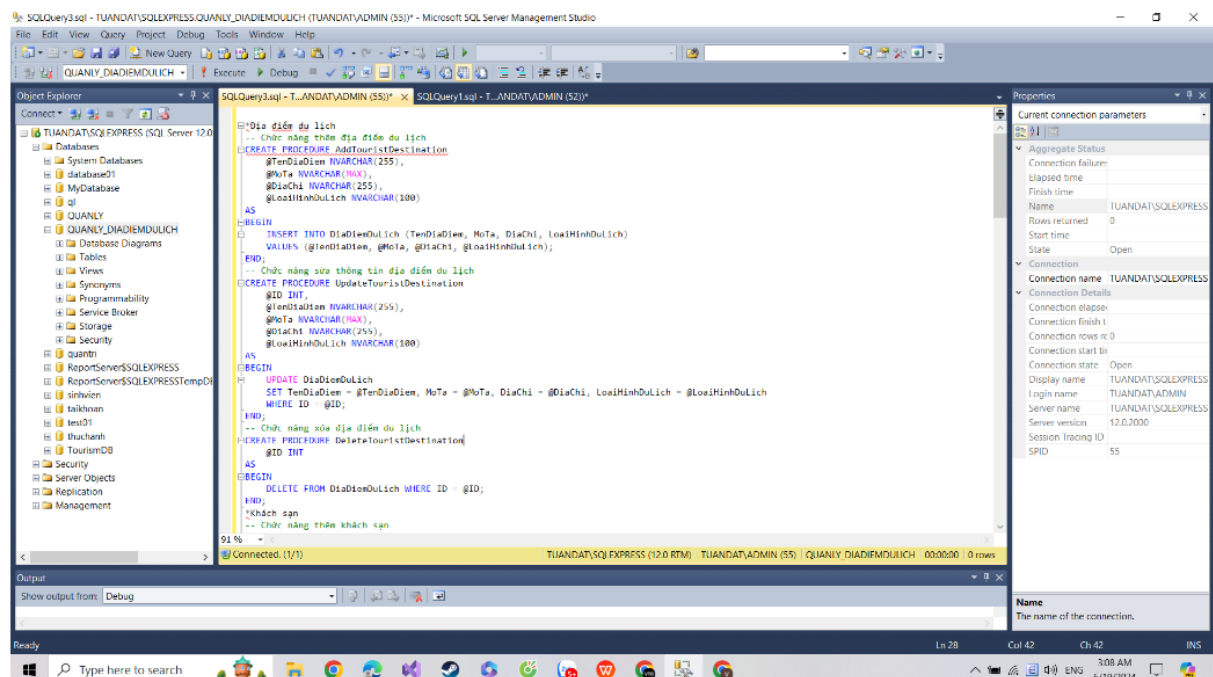 SQLQuery3.sql - TUANDAT\SQLEXPRESS.QUANLY_DIADIEMDULICH (TUANDAT\ADMIN (55))* - Microsoft SQL Server Management Studio
File Edit View Query Project Debug Tools Window Help
New Query
QUANLY_DIADIEMDULICH Execute Debug
Object Explorer
Connect
TUANDAT\SQLEXPRESS (SQL Server 12.0
Databases
System Databases
database01
MyDatabase
ql
QUANLY
QUANLY_DIADIEMDULICH
Database Diagrams
Tables
Views
Synonyms
Programmability
Service Broker
Storage
Security
quantri
ReportServer$SQLEXPRESS
ReportServer$SQLEXPRESSTempDB
sinhvien
taikhoan
test01
thuchanh
TourismDB
Security
Server Objects
Replication
Management
SQLQuery3.sql - T...ANDAT\ADMIN (55))* SQLQuery1.sql - T...ANDAT\ADMIN (52))*
*Địa điểm du lịch
-- Chức năng thêm địa điểm du lịch
CREATE PROCEDURE AddTouristDestination
@TenDiaDiem NVARCHAR(255),
@MoTa NVARCHAR(MAX),
@DiaChi NVARCHAR(255),
@LoaiHinhDuLich NVARCHAR(100)
AS
BEGIN
INSERT INTO DiaDiemDuLich (TenDiaDiem, MoTa, DiaChi, LoaiHinhDuLich)
VALUES (@TenDiaDiem, @MoTa, @DiaChi, @LoaiHinhDuLich);
END;
-- Chức năng sửa thông tin địa điểm du lịch
CREATE PROCEDURE UpdateTouristDestination
@ID INT,
@TenDiaDiem NVARCHAR(255),
@MoTa NVARCHAR(MAX),
@DiaChi NVARCHAR(255),
@LoaiHinhDuLich NVARCHAR(100)
AS
BEGIN
UPDATE DiaDiemDuLich
SET TenDiaDiem = @TenDiaDiem, MoTa = @MoTa, DiaChi = @DiaChi, LoaiHinhDuLich = @LoaiHinhDuLich
WHERE ID = @ID;
END;
-- Chức năng xóa địa điểm du lịch
CREATE PROCEDURE DeleteTouristDestination
@ID INT
AS
BEGIN
DELETE FROM DiaDiemDuLich WHERE ID = @ID;
END;
*Khách sạn
-- Chức năng thêm khách sạn
91 %
Connected. (1/1) TUANDAT\SQLEXPRESS (12.0 RTM) TUANDAT\ADMIN (55) QUANLY_DIADIEMDULICH 00:00:00 0 rows
Properties
Current connection parameters
Aggregate Status
Connection failures
Elapsed time
Finish time
Name TUANDAT\SQLEXPRESS
Rows returned 0
Start time
State Open
Connection
Connection name TUANDAT\SQLEXPRESS
Connection Details
Connection elapse
Connection finish t
Connection rows re 0
Connection start tir
Connection state Open
Display name TUANDAT\SQLEXPRESS
Login name TUANDAT\ADMIN
Server name TUANDAT\SQLEXPRESS
Server version 12.0.2000
Session Tracing ID
SPID 55
Name
The name of the connection.
Output
Show output from: Debug
Ready Ln 28 Col 42 Ch 42 INS
Type here to search
ENG 3:08 AM